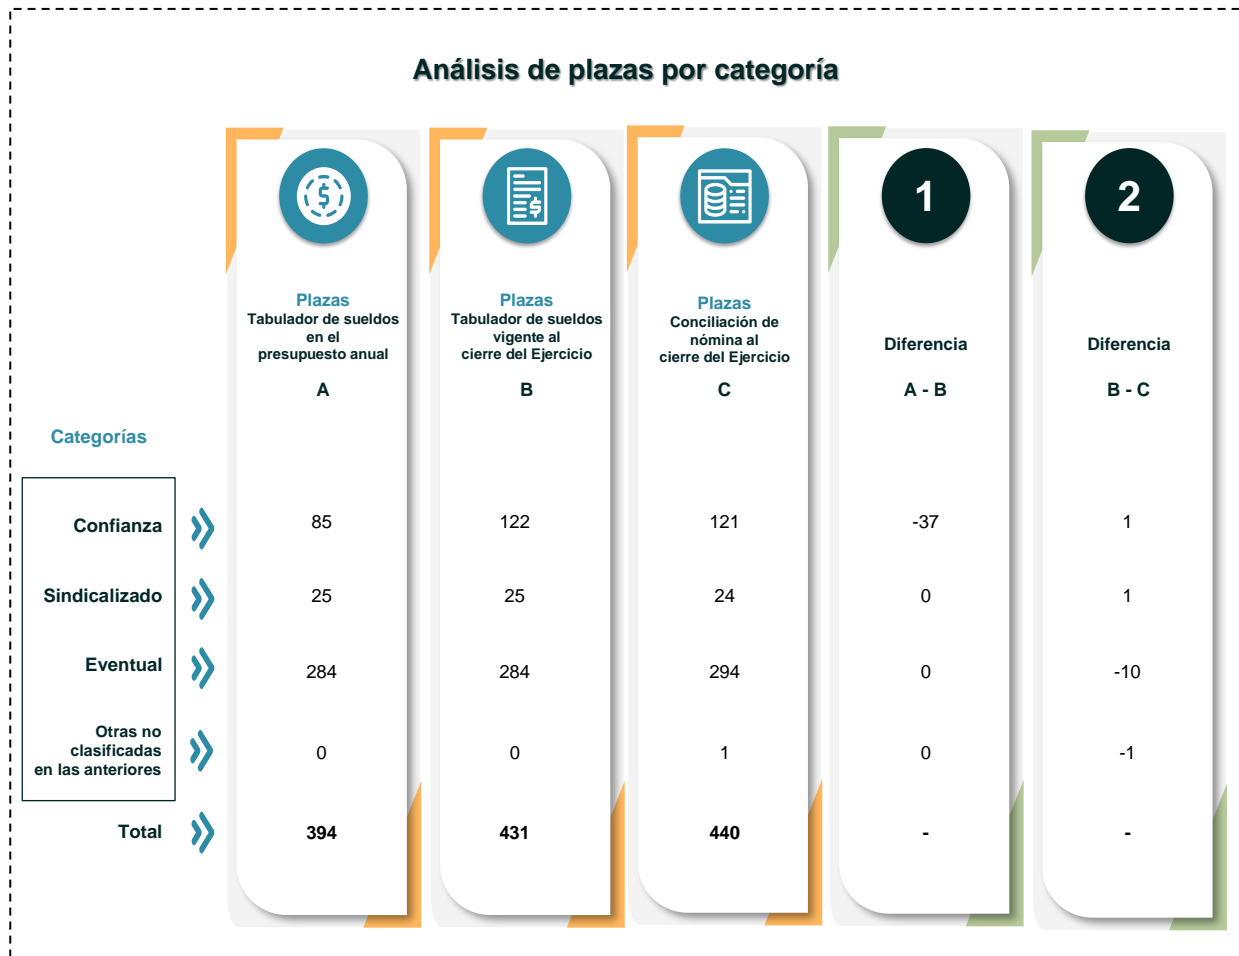 Análisis de plazas por categoría
1
2
Plazas
Tabulador de sueldos
en el
presupuesto anual
A
Plazas
Tabulador de sueldos
vigente al
cierre del Ejercicio
B
Plazas
Conciliación de
nómina al
cierre del Ejercicio
C
Diferencia
A - B
Diferencia
B - C
Categorías
Confianza 85 122 121 -37 1
Sindicalizado 25 25 24 0 1
Eventual 284 284 294 0 -10
Otras no
clasificadas
en las anteriores 0 0 1 0 -1
Total 394 431 440 - -